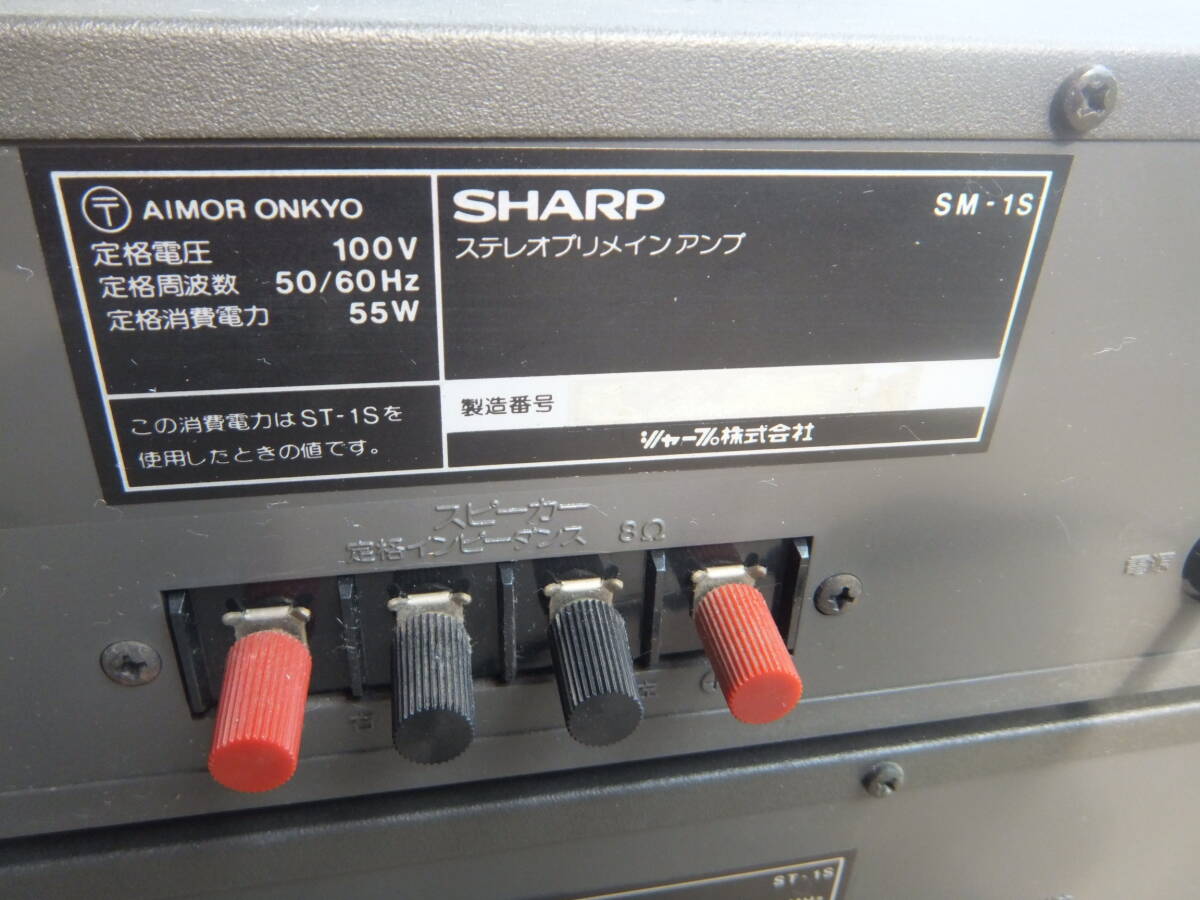 〒 AIMOR ONKYO
定格電圧 100V
定格周波数 50/60Hz
定格消費電力 55W
この消費電力はST-1Sを
使用したときの値です。
SHARP SM-1S
ステレオプリメインアンプ
製造番号
シャープ株式会社
スピーカー
定格インピーダンス 8Ω
電源
右
左
ST-1S